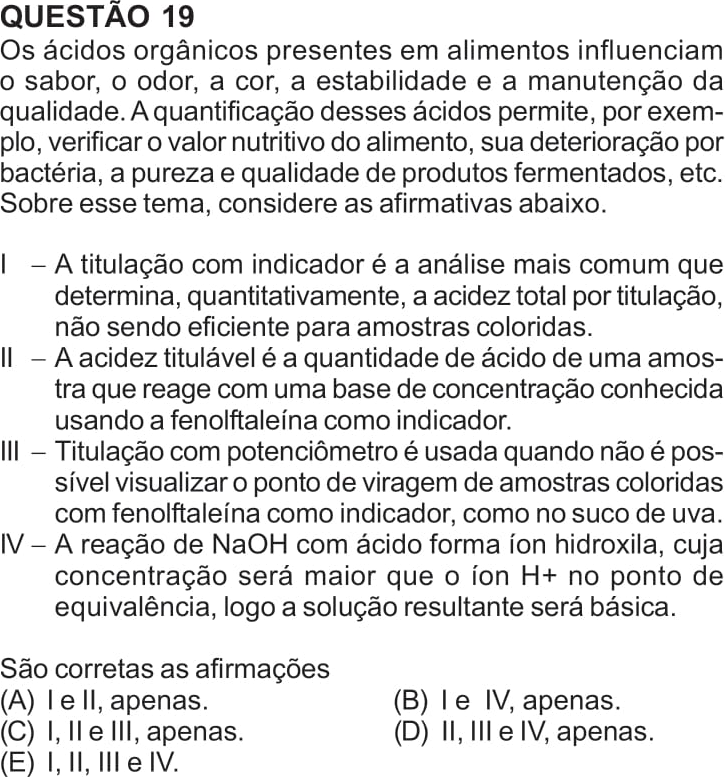 QUESTÃO 19
Os ácidos orgânicos presentes em alimentos influenciam
o sabor, o odor, a cor, a estabilidade e a manutenção da
qualidade. A quantificação desses ácidos permite, por exem-
plo, verificar o valor nutritivo do alimento, sua deterioração por
bactéria, a pureza e qualidade de produtos fermentados, etc.
Sobre esse tema, considere as afirmativas abaixo.
I – A titulação com indicador é a análise mais comum que
determina, quantitativamente, a acidez total por titulação,
não sendo eficiente para amostras coloridas.
II – A acidez titulável é a quantidade de ácido de uma amos-
tra que reage com uma base de concentração conhecida
usando a fenolftaleína como indicador.
III – Titulação com potenciômetro é usada quando não é pos-
sível visualizar o ponto de viragem de amostras coloridas
com fenolftaleína como indicador, como no suco de uva.
IV – A reação de NaOH com ácido forma íon hidroxila, cuja
concentração será maior que o íon H+ no ponto de
equivalência, logo a solução resultante será básica.
São corretas as afirmações
(A) I e II, apenas. (B) I e IV, apenas.
(C) I, II e III, apenas. (D) II, III e IV, apenas.
(E) I, II, III e IV.